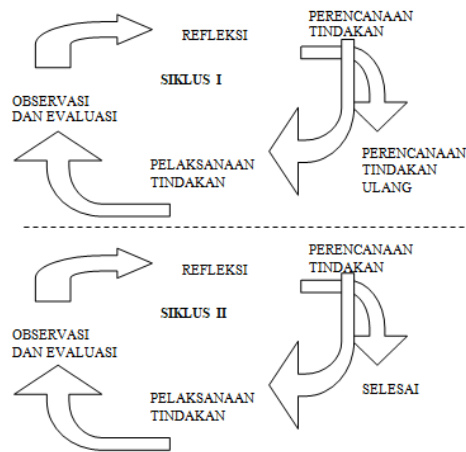 PERENCANAAN
TINDAKAN
REFLEKSI
SIKLUS I
OBSERVASI
DAN EVALUASI
PELAKSANAAN
TINDAKAN
PERENCANAAN
TINDAKAN
ULANG
PERENCANAAN
TINDAKAN
REFLEKSI
SIKLUS II
OBSERVASI
DAN EVALUASI
PELAKSANAAN
TINDAKAN
SELESAI